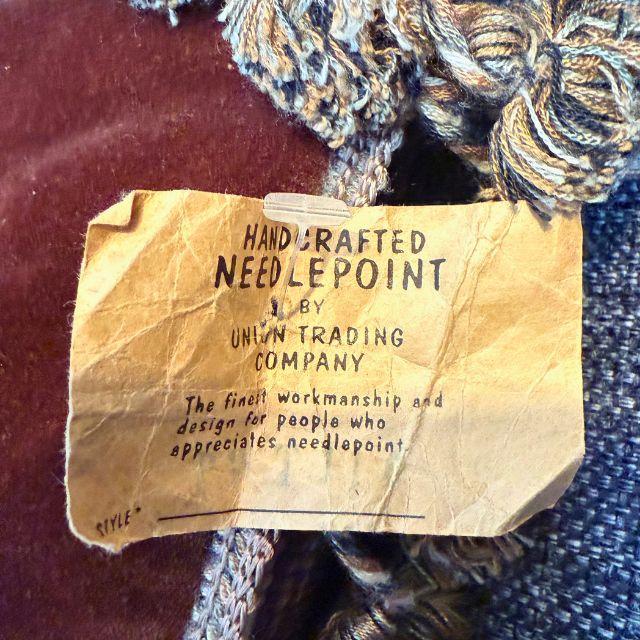 HANDCRAFTED
NEEDLEPOINT
BY
UNION TRADING
COMPANY
The finest workmanship and
design for people who
appreciates needlepoint.
STYLE